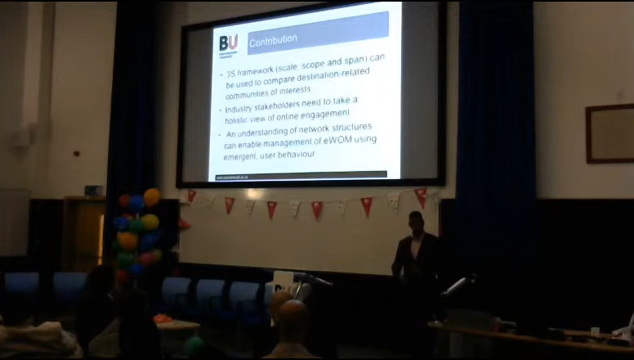 BU
Contribution
• 3S framework (scale, scope and span) can
be used to compare destination-related
communities of interests
• Industry stakeholders need to take a
holistic view of online engagement
• An understanding of network structures
can enable management of eWOM using
emergent, user behaviour